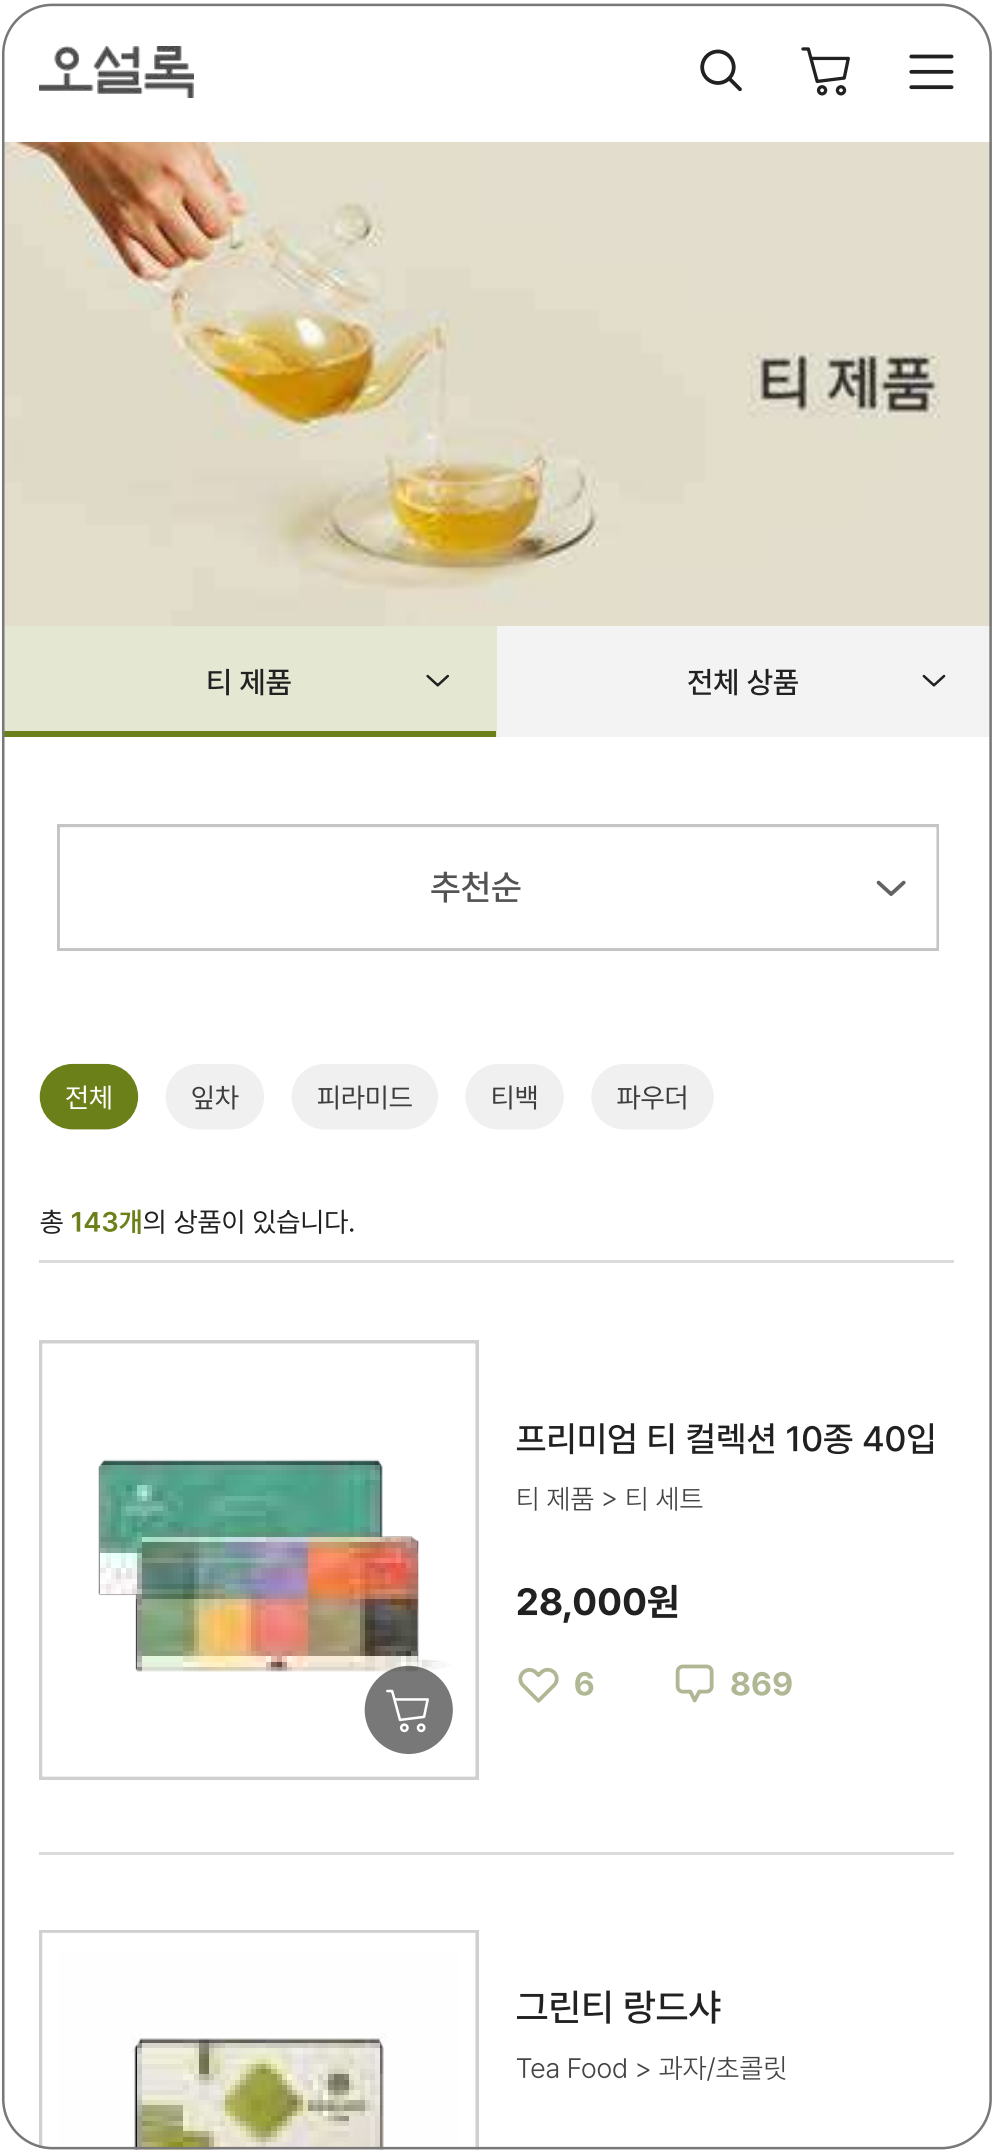 오설록
티 제품
티 제품
전체 상품
추천순
전체
잎차
피라미드
티백
파우더
총 143개의 상품이 있습니다.
프리미엄 티 컬렉션 10종 40입
티 제품 > 티 세트
28,000원
6
869
그린티 랑드샤
Tea Food > 과자/초콜릿